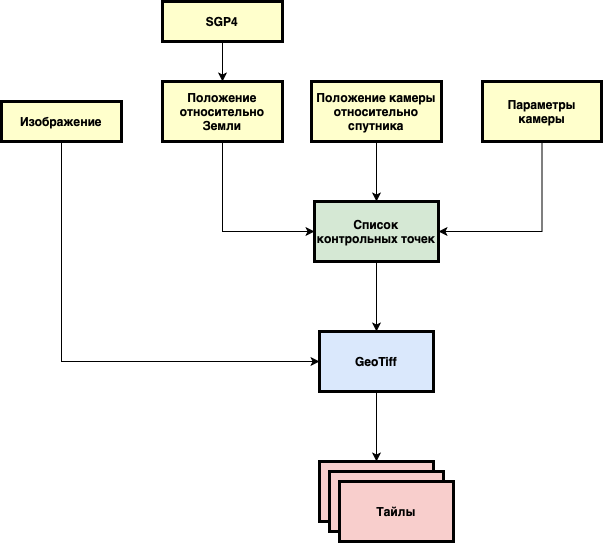 SGP4
Изображение
Положение
относительно
Земли
Положение камеры
относительно
спутника
Параметры
камеры
Список
контрольных точек
GeoTiff
Тайлы